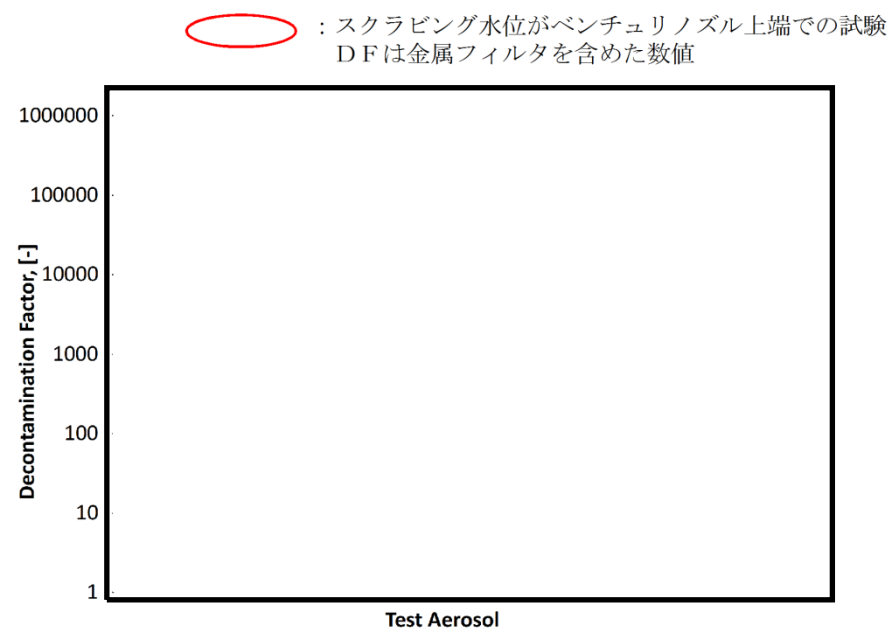 ：スクラビング水位がベンチュリノズル上端での試験
ＤＦは金属フィルタを含めた数値
1000000
100000
10000
1000
100
10
1
Decontamination Factor, [-]
Test Aerosol